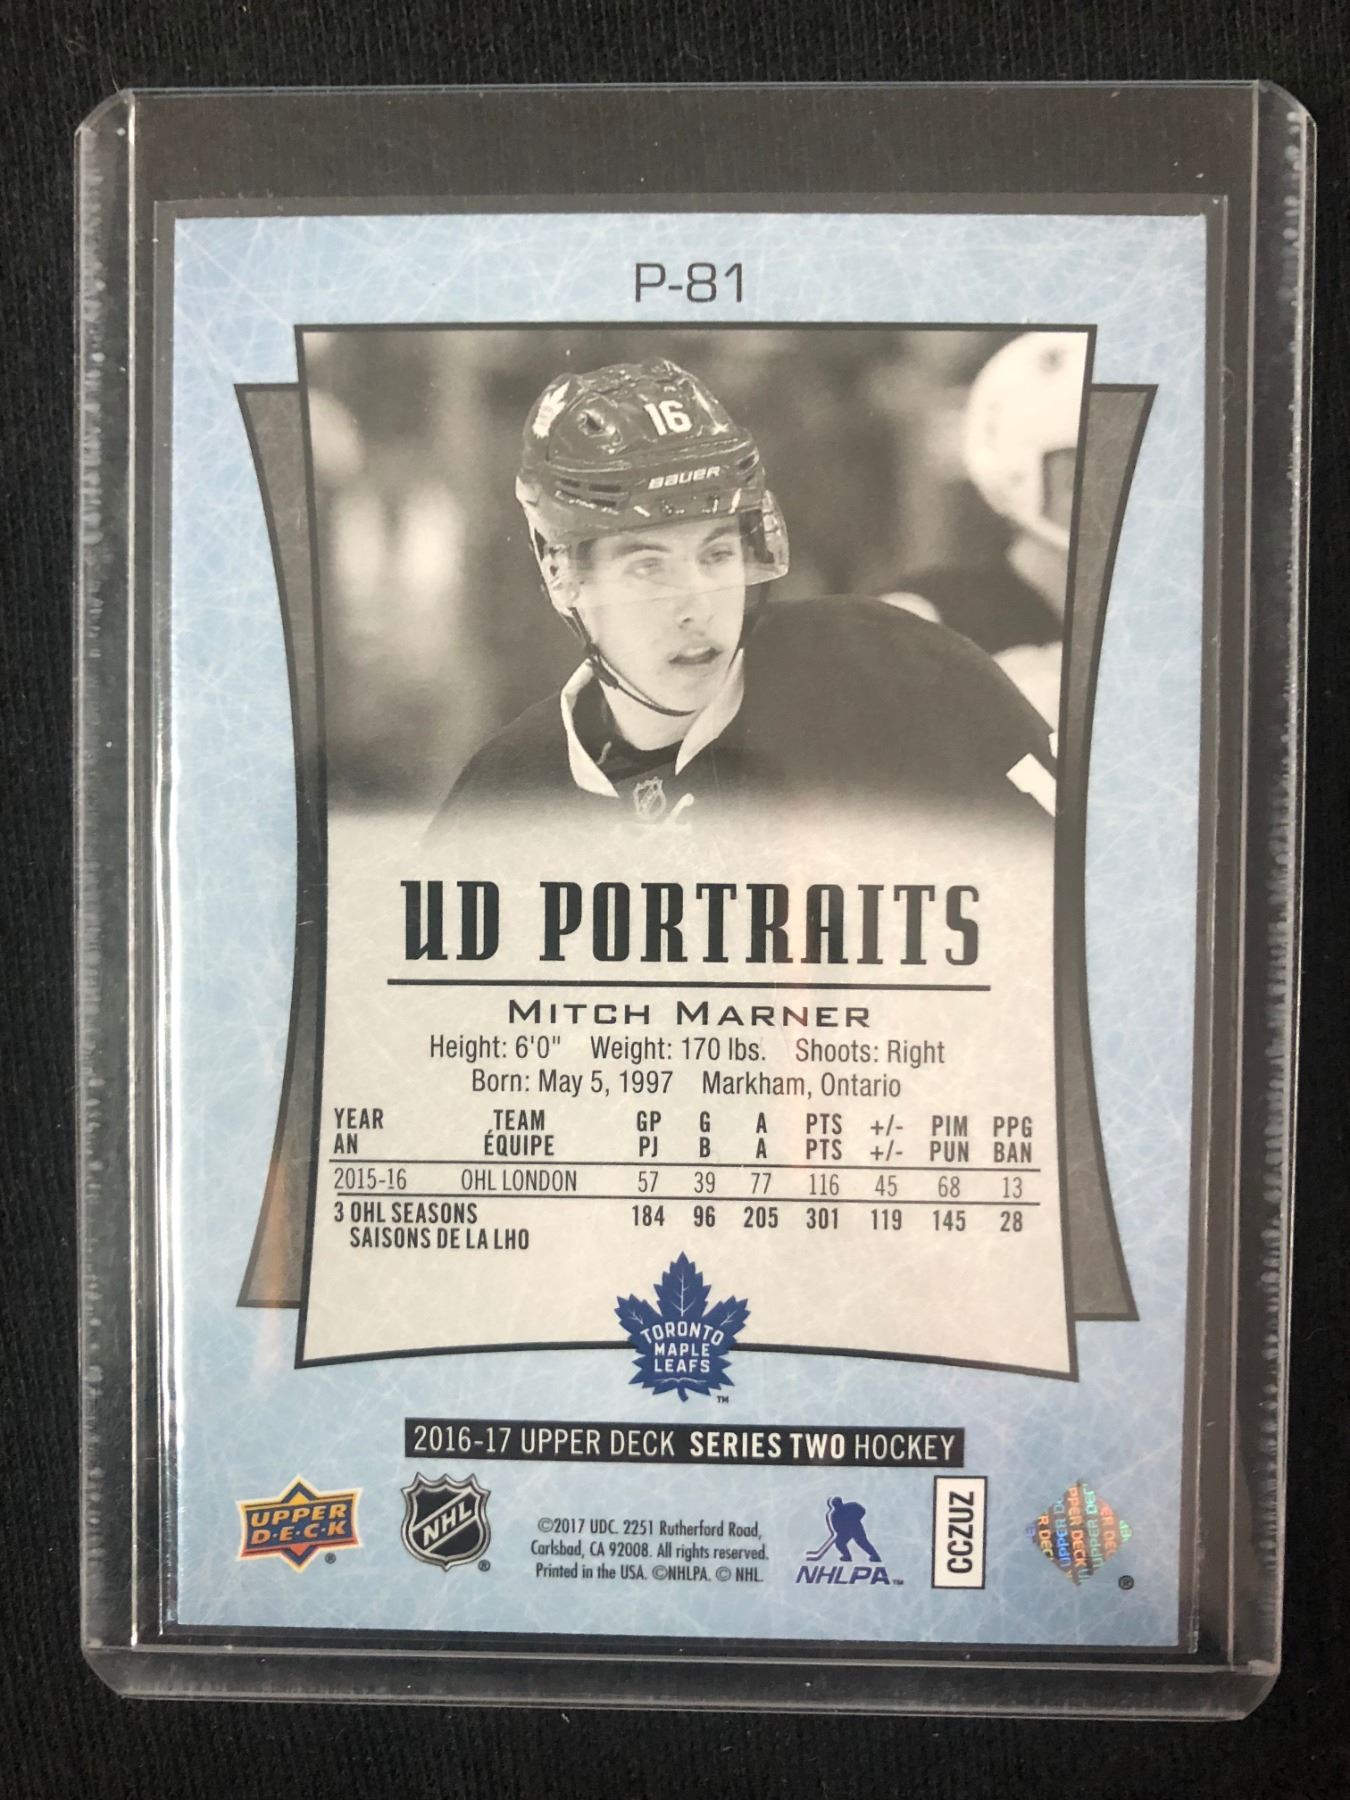 P-81
16
BAUER
UD PORTRAITS
MITCH MARNER
Height: 6'0" Weight: 170 lbs. Shoots: Right
Born: May 5, 1997 Markham, Ontario
YEAR TEAM GP G A PTS +/- PIM PPG
AN ÉQUIPE PJ B A PTS +/- PUN BAN
2015-16 OHL LONDON 57 39 77 116 45 68 13
3 OHL SEASONS 184 96 205 301 119 145 28
SAISONS DE LA LHO
TORONTO
MAPLE
LEAFS
™
2016-17 UPPER DECK SERIES TWO HOCKEY
UPPER
D·E·C·K
®
NHL
®
©2017 UDC. 2251 Rutherford Road,
Carlsbad, CA 92008. All rights reserved.
Printed in the USA. ©NHLPA. © NHL.
NHLPA™
CCZUZ
UPPER DECK
®